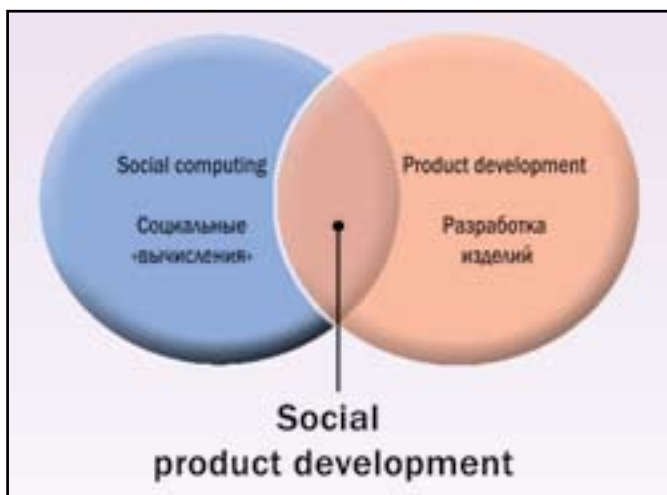 Social computing
Социальные
«вычисления»
Product development
Разработка
изделий
Social
product development